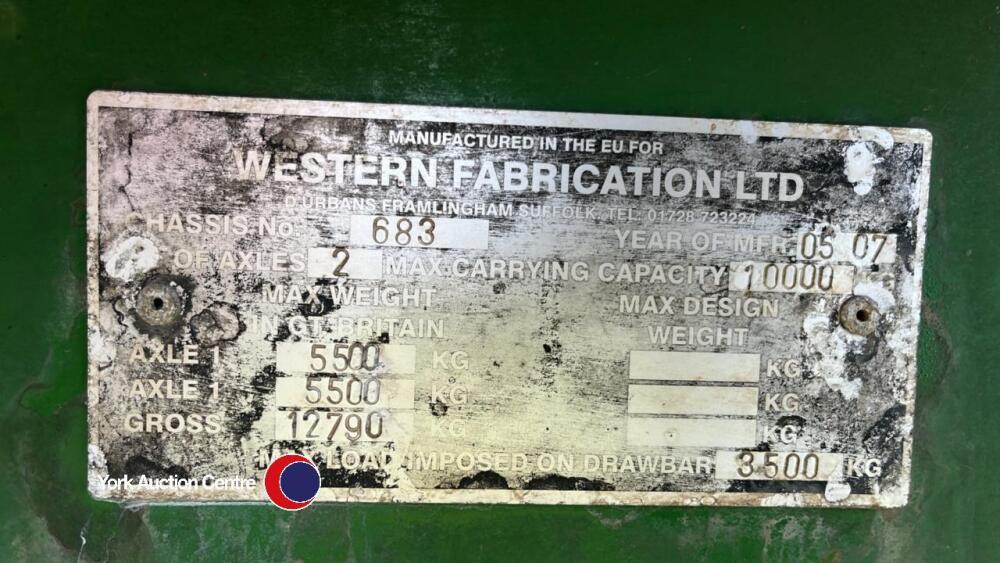 MANUFACTURED IN THE EU FOR
WESTERN FABRICATION LTD
D'URBANS FRAMLINGHAM SUFFOLK. TEL: 01728 723224
CHASSIS No. 683 YEAR OF MFR. 05 07
OF AXLES 2 MAX.CARRYING CAPACITY 10000 KG
MAX.WEIGHT MAX DESIGN
IN GT.BRITAIN WEIGHT
AXLE 1 5500 KG KG
AXLE 1 5500 KG KG
GROSS 12790 KG KG
MAX LOAD IMPOSED ON DRAWBAR 3500 KG
York Auction Centre